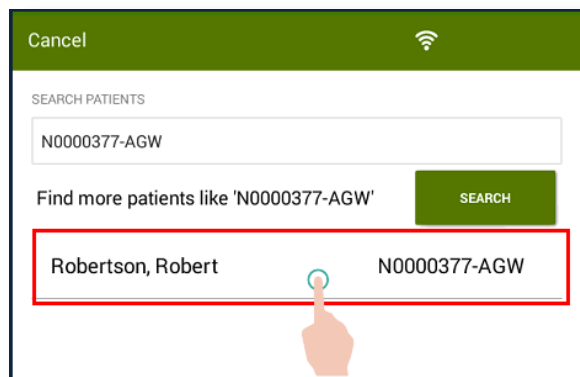 Cancel
SEARCH PATIENTS
N0000377-AGW
Find more patients like 'N0000377-AGW' SEARCH
Robertson, Robert N0000377-AGW